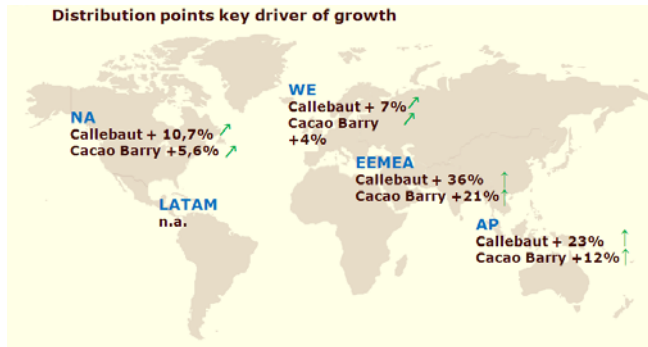 Distribution points key driver of growth
WE
Callebaut + 7%
Cacao Barry
+4%
NA
Callebaut + 10,7%
Cacao Barry +5,6%
EEMEA
Callebaut + 36%
Cacao Barry +21%
LATAM
n.a.
AP
Callebaut + 23%
Cacao Barry +12%